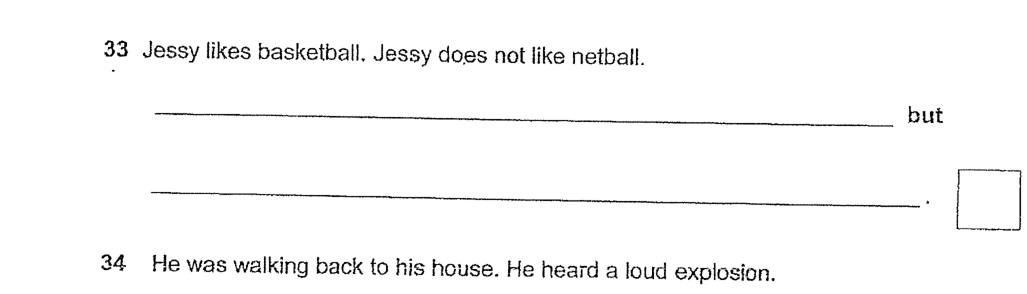 33 Jessy likes basketball. Jessy does not like netball.
but
.
34 He was walking back to his house. He heard a loud explosion.